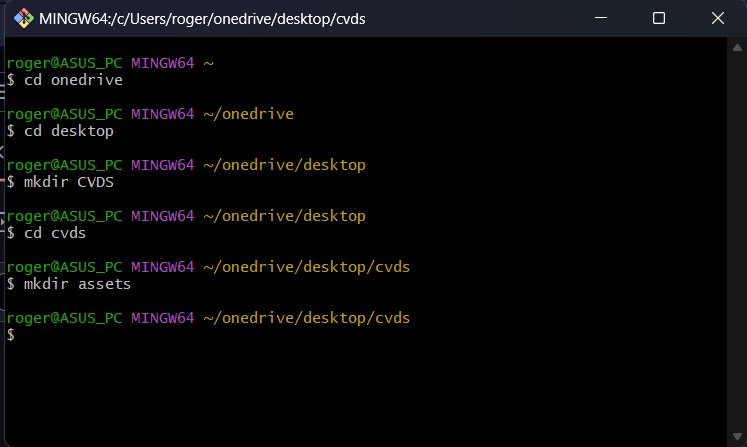 MINGW64:/c/Users/roger/onedrive/desktop/cvds
roger@ASUS_PC MINGW64 ~
$ cd onedrive
roger@ASUS_PC MINGW64 ~/onedrive
$ cd desktop
roger@ASUS_PC MINGW64 ~/onedrive/desktop
$ mkdir CVDS
roger@ASUS_PC MINGW64 ~/onedrive/desktop
$ cd cvds
roger@ASUS_PC MINGW64 ~/onedrive/desktop/cvds
$ mkdir assets
roger@ASUS_PC MINGW64 ~/onedrive/desktop/cvds
$